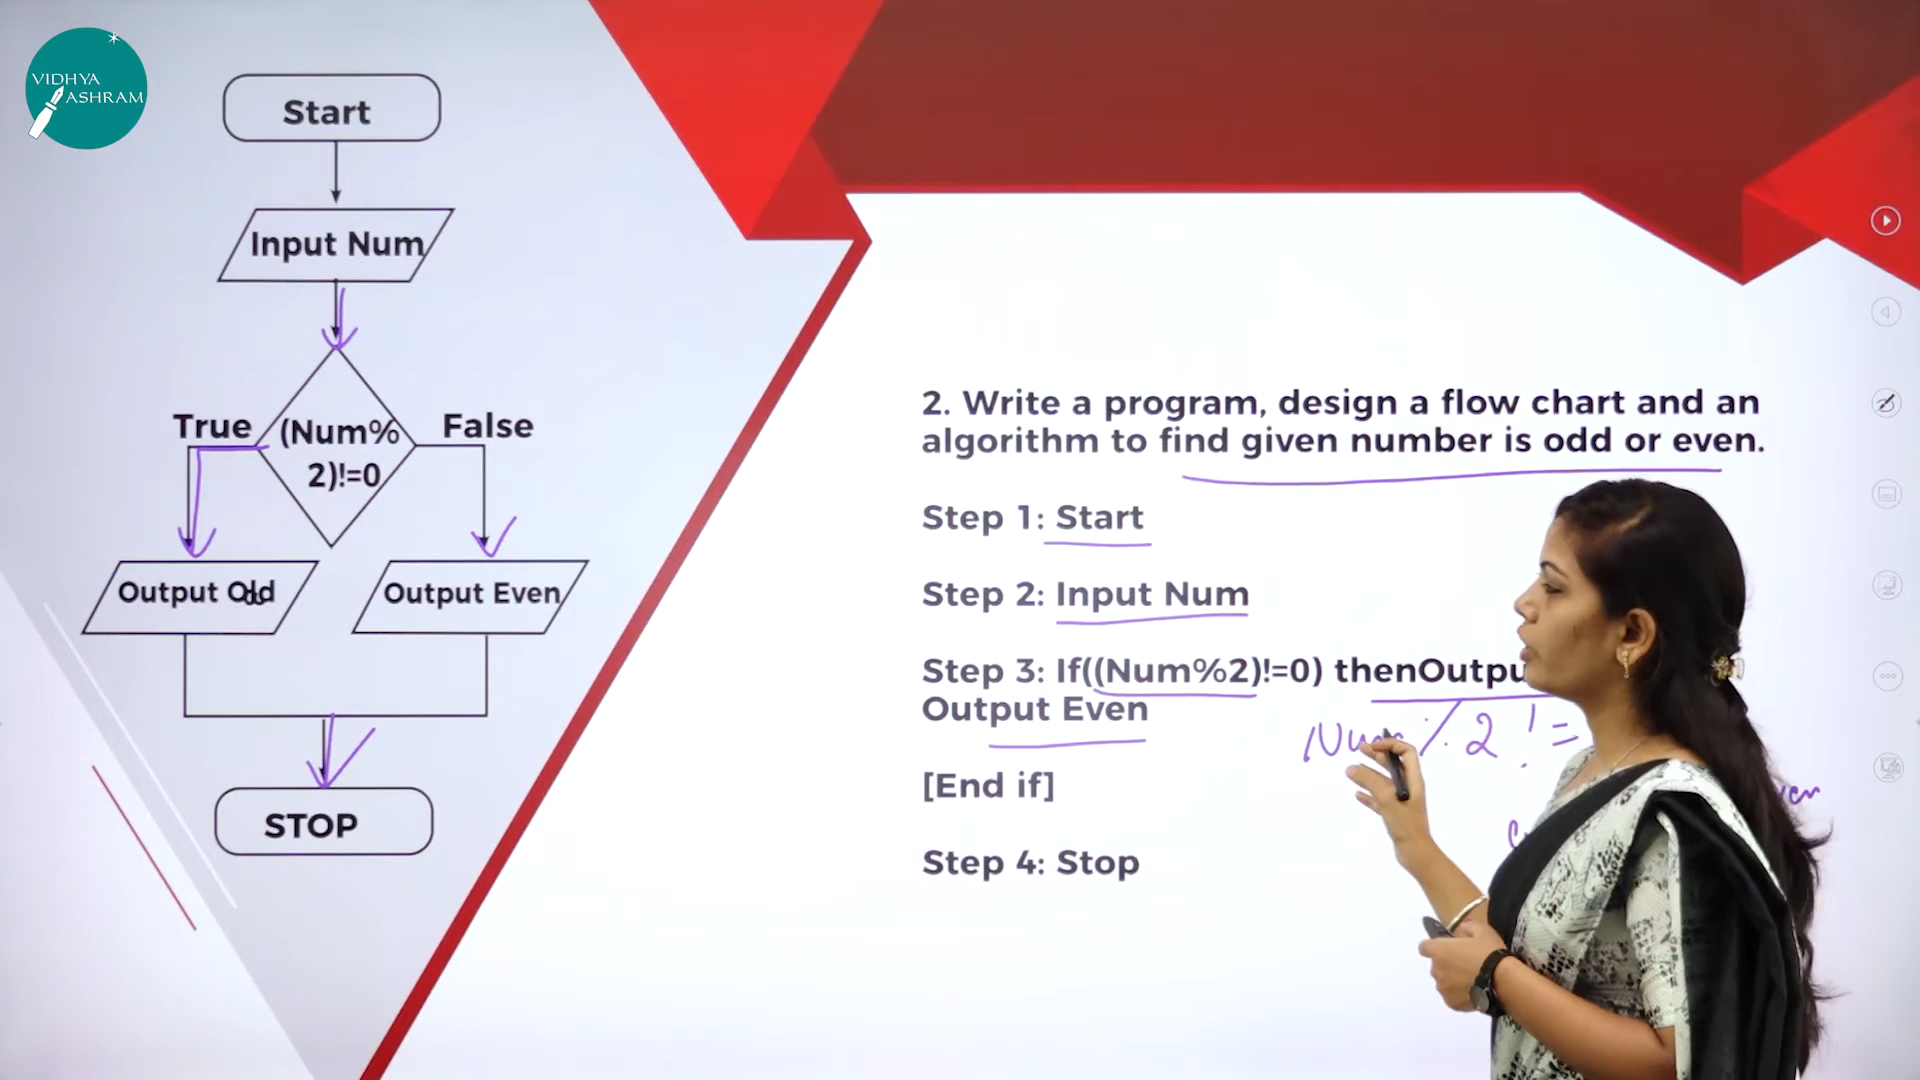 VIDHYA
ASHRAM
Start
Input Num
True
False
(Num%
2)!=0
Output Odd
Output Even
STOP
2. Write a program, design a flow chart and an
algorithm to find given number is odd or even.
Step 1: Start
Step 2: Input Num
Step 3: If((Num%2)!=0) thenOutpu
Output Even
Num % 2 ! =
[End if]
Step 4: Stop